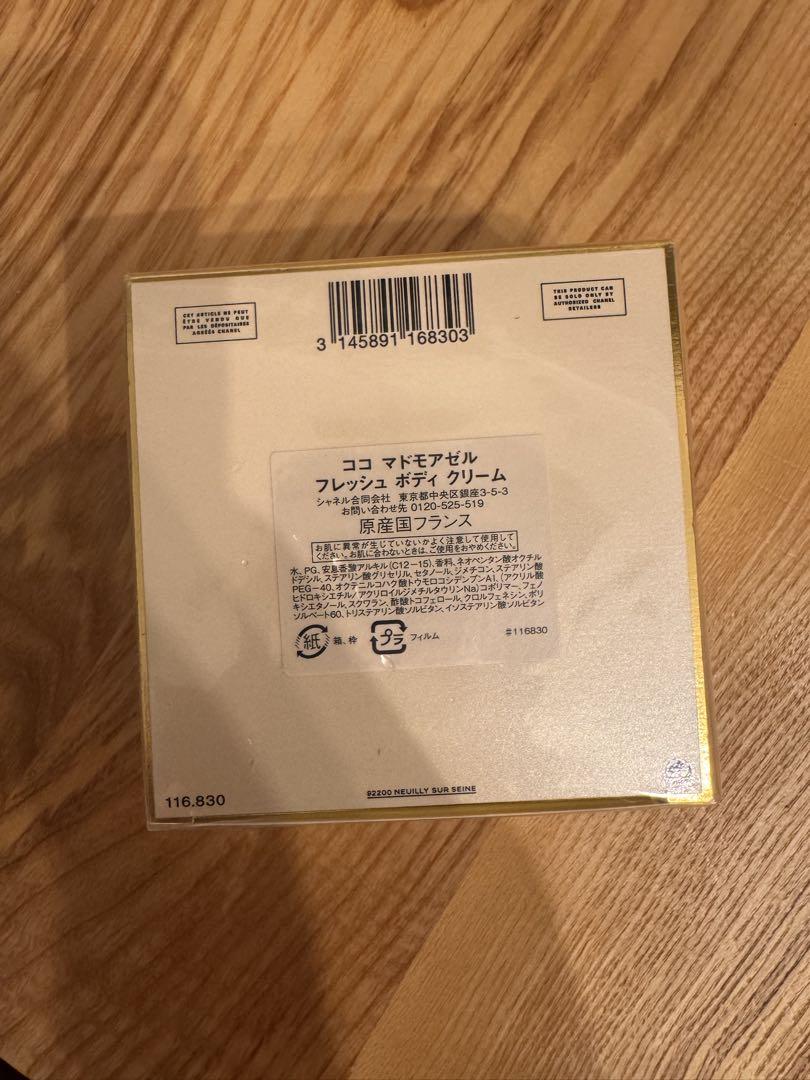 CET ARTICLE NE PEUT
ÊTRE VENDU QUE
PAR LES DÉPOSITAIRES
AGRÉÉS CHANEL
3 145891 168303
THIS PRODUCT CAN
BE SOLD ONLY BY
AUTHORIZED CHANEL
RETAILERS
ココ マドモアゼル
フレッシュ ボディ クリーム
シャネル合同会社 東京都中央区銀座3-5-3
お問い合わせ先 0120-525-519
原産国フランス
お肌に異常が生じていないかよく注意して使用して
ください。お肌に合わないときは、ご使用をおやめください。
水、PG、安息香酸アルキル(C12-15)、香料、ネオペンタン酸オクチル
ドデシル、ステアリン酸グリセリル、セタノール、ジメチコン、ステアリン酸
PEG-40、オクテニルコハク酸トウモロコシデンプンAl、(アクリル酸
ヒドロキシエチル/アクリロイルジメチルタウリンNa)コポリマー、フェノ
キシエタノール、スクワラン、酢酸トコフェロール、クロルフェネシン、ポリ
ソルベート60、トリステアリン酸ソルビタン、イソステアリン酸ソルビタン
紙 箱、枠 プラ フィルム #116830
116.830
92200 NEUILLY SUR SEINE